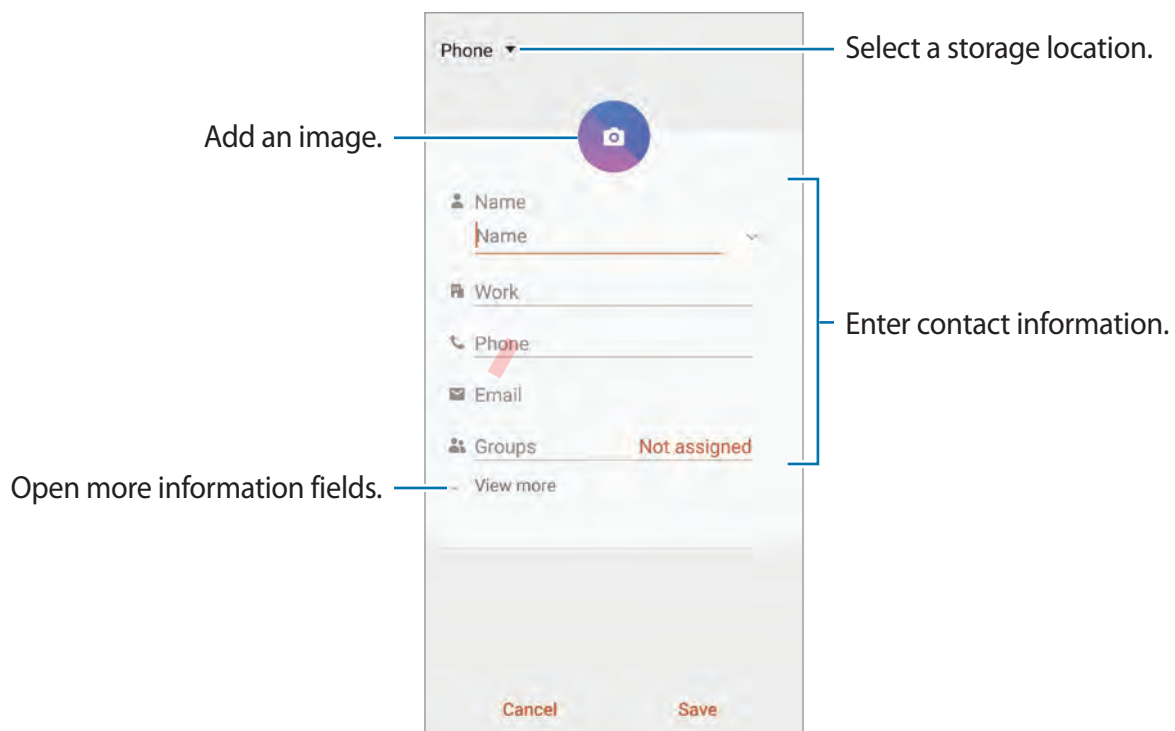 Phone
Select a storage location.
Add an image.
Name
Name
Work
Enter contact information.
Phone
Email
Groups Not assigned
Open more information fields.
View more
Cancel Save